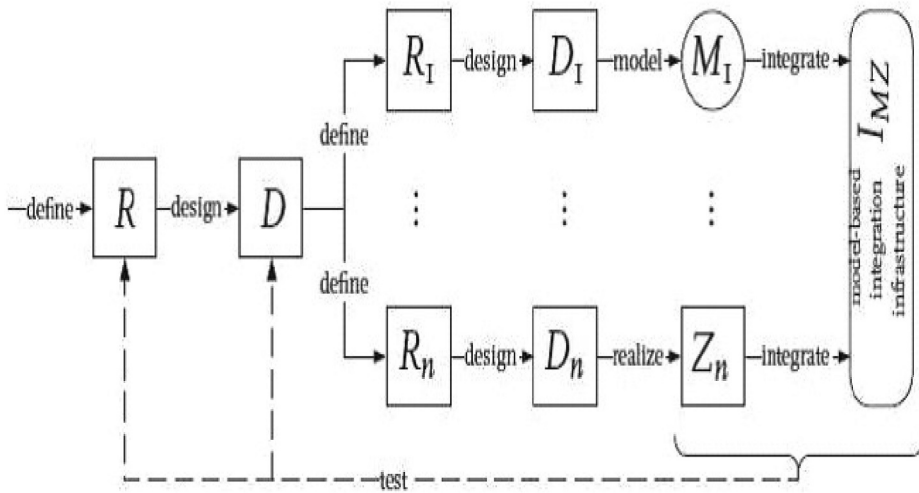 R_I design D_I model M_I integrate
define
define R design D
⋮ ⋮ ⋮
define
R_n design D_n realize Z_n integrate
I_MZ
model-based
integration
infrastructure
test